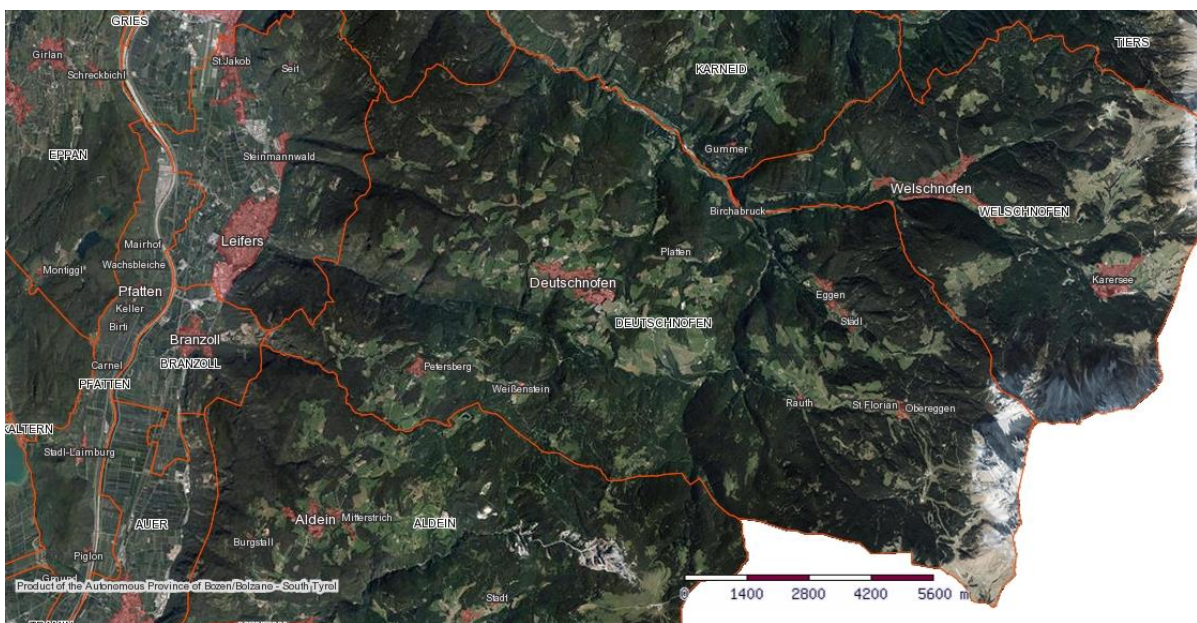 GRIES
TIERS
Girlan
St.Jakob
Seit
KARNEID
Schreckbichl
Gummer
EPPAN
Steinmannwald
Welschnofen
Birchabruck
WELSCHNOFEN
Leifers
Mairhof
Platten
Wachsbleiche
Montiggl
Deutschnofen
Karersee
Pfatten
Eggen
Keller
Stadl
Birti
DEUTSCHNOFEN
Branzoll
Carnel
BRANZOLL
Petersberg
PFATTEN
Weißenstein
Rauth
St.Florian
Obereggen
KALTERN
Stadl-Laimburg
Aldein
Mitterstrich
AUER
ALDEIN
Burgstall
Piglon
Gmund
Product of the Autonomous Province of Bozen/Bolzano - South Tyrol
0 1400 2800 4200 5600 m
Stadt